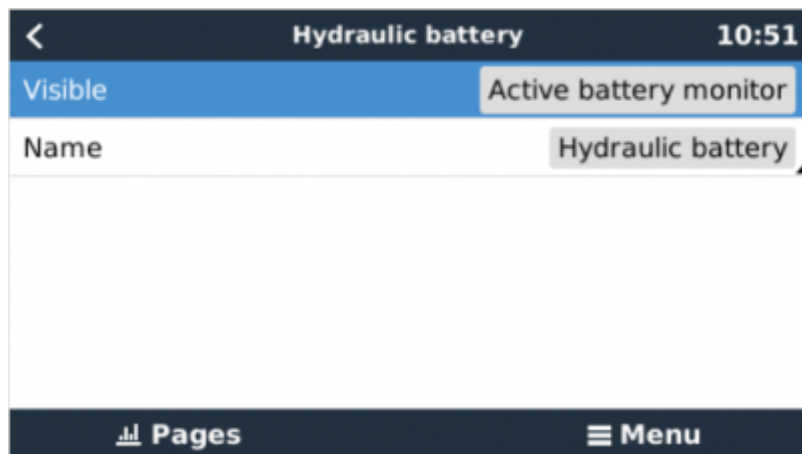 Hydraulic battery 10:51
Visible Active battery monitor
Name Hydraulic battery
Pages Menu